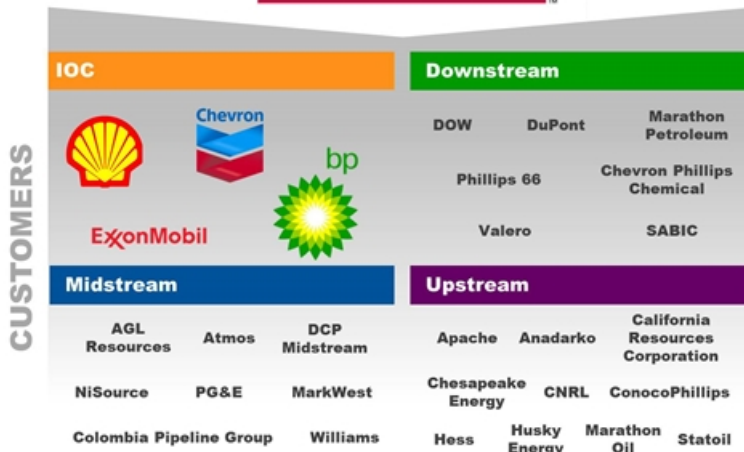 TM
IOC
Downstream
CUSTOMERS
Chevron
bp
ExxonMobil
DOW DuPont Marathon
Petroleum
Phillips 66 Chevron Phillips
Chemical
Valero SABIC
Midstream
Upstream
AGL
Resources
Atmos
DCP
Midstream
NiSource PG&E MarkWest
Colombia Pipeline Group Williams
Apache Anadarko California
Resources
Corporation
Chesapeake
Energy
CNRL ConocoPhillips
Hess Husky
Energy
Marathon
Oil
Statoil